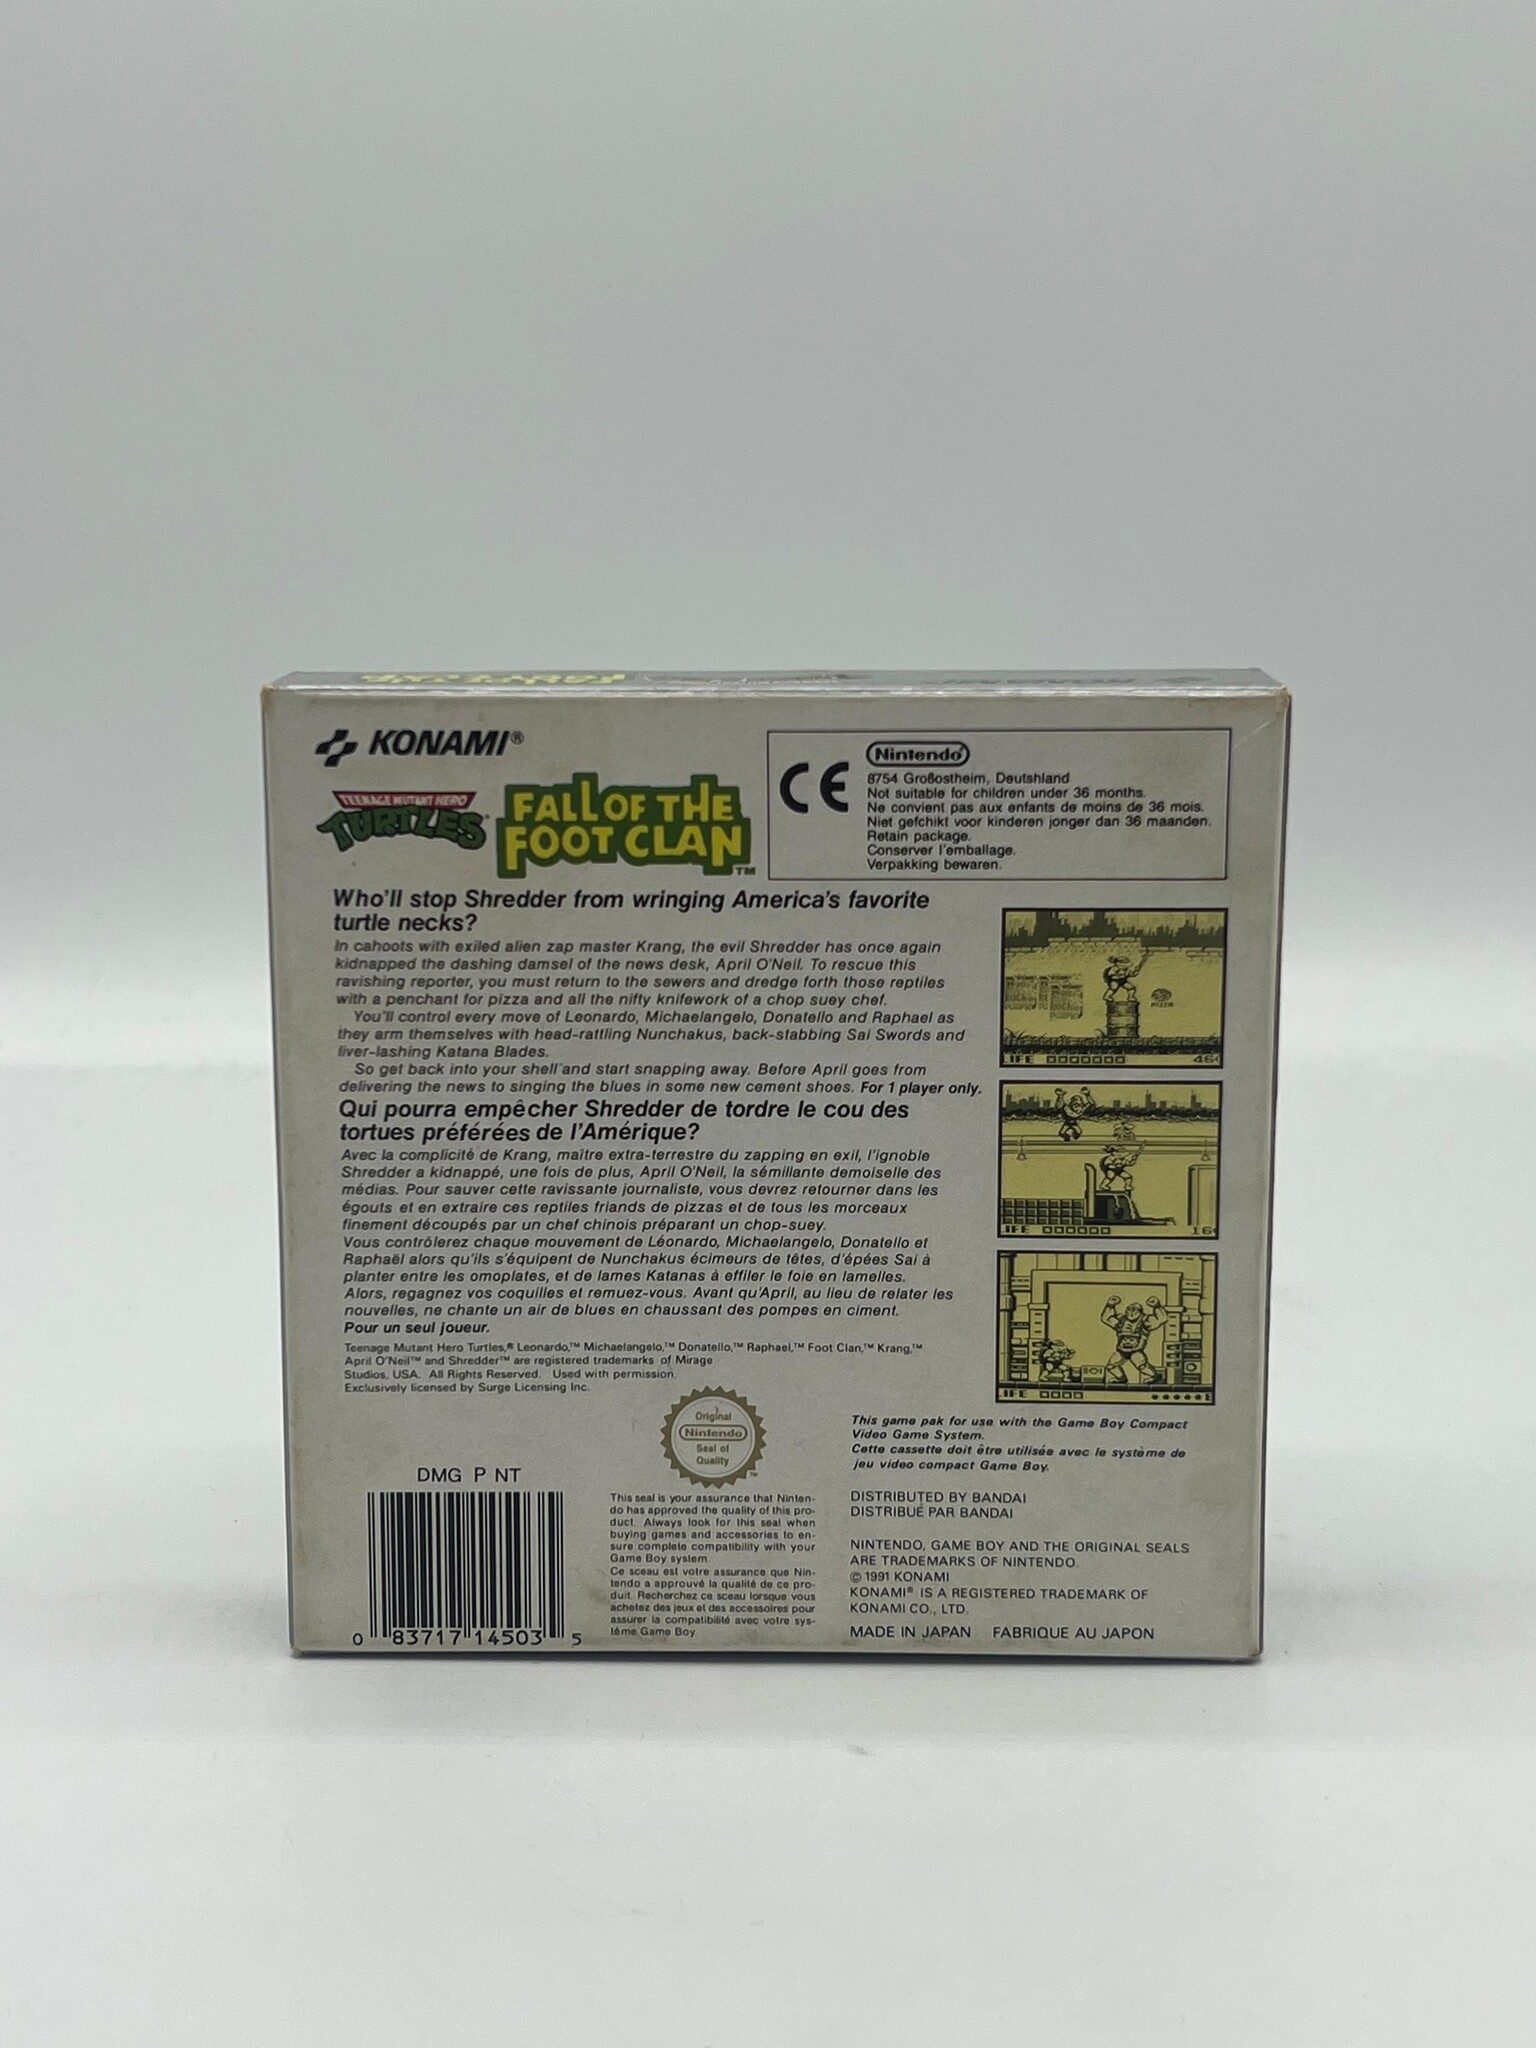 KONAMI®
TEENAGE MUTANT HERO
TURTLES®
FALL OF THE
FOOT CLAN™
CE
Nintendo®
8754 Großostheim, Deutshland
Not suitable for children under 36 months.
Ne convient pas aux enfants de moins de 36 mois.
Niet gefchikt voor kinderen jonger dan 36 maanden.
Retain package.
Conserver l'emballage.
Verpakking bewaren.
Who'll stop Shredder from wringing America's favorite
turtle necks?
In cahoots with exiled alien zap master Krang, the evil Shredder has once again
kidnapped the dashing damsel of the news desk, April O'Neil. To rescue this
ravishing reporter, you must return to the sewers and dredge forth those reptiles
with a penchant for pizza and all the nifty knifework of a chop suey chef.
You'll control every move of Leonardo, Michaelangelo, Donatello and Raphael as
they arm themselves with head-rattling Nunchakus, back-stabbing Sai Swords and
liver-lashing Katana Blades.
So get back into your shell and start snapping away. Before April goes from
delivering the news to singing the blues in some new cement shoes. For 1 player only.
Qui pourra empêcher Shredder de tordre le cou des
tortues préférées de l'Amérique?
Avec la complicité de Krang, maître extra-terrestre du zapping en exil, l'ignoble
Shredder a kidnappé, une fois de plus, April O'Neil, la sémillante demoiselle des
médias. Pour sauver cette ravissante journaliste, vous devrez retourner dans les
égouts et en extraire ces reptiles friands de pizzas et de tous les morceaux
finement découpés par un chef chinois préparant un chop-suey.
Vous contrôlerez chaque mouvement de Léonardo, Michaelangelo, Donatello et
Raphaël alors qu'ils s'équipent de Nunchakus écimeurs de têtes, d'épées Sai à
planter entre les omoplates, et de lames Katanas à effiler le foie en lamelles.
Alors, regagnez vos coquilles et remuez-vous. Avant qu'April, au lieu de relater les
nouvelles, ne chante un air de blues en chaussant des pompes en ciment.
Pour un seul joueur.
Teenage Mutant Hero Turtles,® Leonardo,™ Michaelangelo,™ Donatello,™ Raphael,™ Foot Clan,™ Krang,™
April O'Neil™ and Shredder™ are registered trademarks of Mirage
Studios, USA. All Rights Reserved. Used with permission.
Exclusively licensed by Surge Licensing Inc.
PIZZA
LIFE 46
LIFE 16
LIFE
Original
Nintendo
Seal of
Quality
™
This game pak for use with the Game Boy Compact
Video Game System.
Cette cassette doit être utilisée avec le système de
jeu video compact Game Boy.
DMG P NT
0 83717 14503 5
This seal is your assurance that Ninten-
do has approved the quality of this pro-
duct. Always look for this seal when
buying games and accessories to en-
sure complete compatibility with your
Game Boy system.
Ce sceau est votre assurance que Nin-
tendo a approuvé la qualité de ce pro-
duit. Recherchez ce sceau lorsque vous
achetez des jeux et des accessoires pour
assurer la compatibilité avec votre sys-
tème Game Boy.
DISTRIBUTED BY BANDAI
DISTRIBUÉ PAR BANDAI
NINTENDO, GAME BOY AND THE ORIGINAL SEALS
ARE TRADEMARKS OF NINTENDO.
© 1991 KONAMI
KONAMI® IS A REGISTERED TRADEMARK OF
KONAMI CO., LTD.
MADE IN JAPAN FABRIQUE AU JAPON